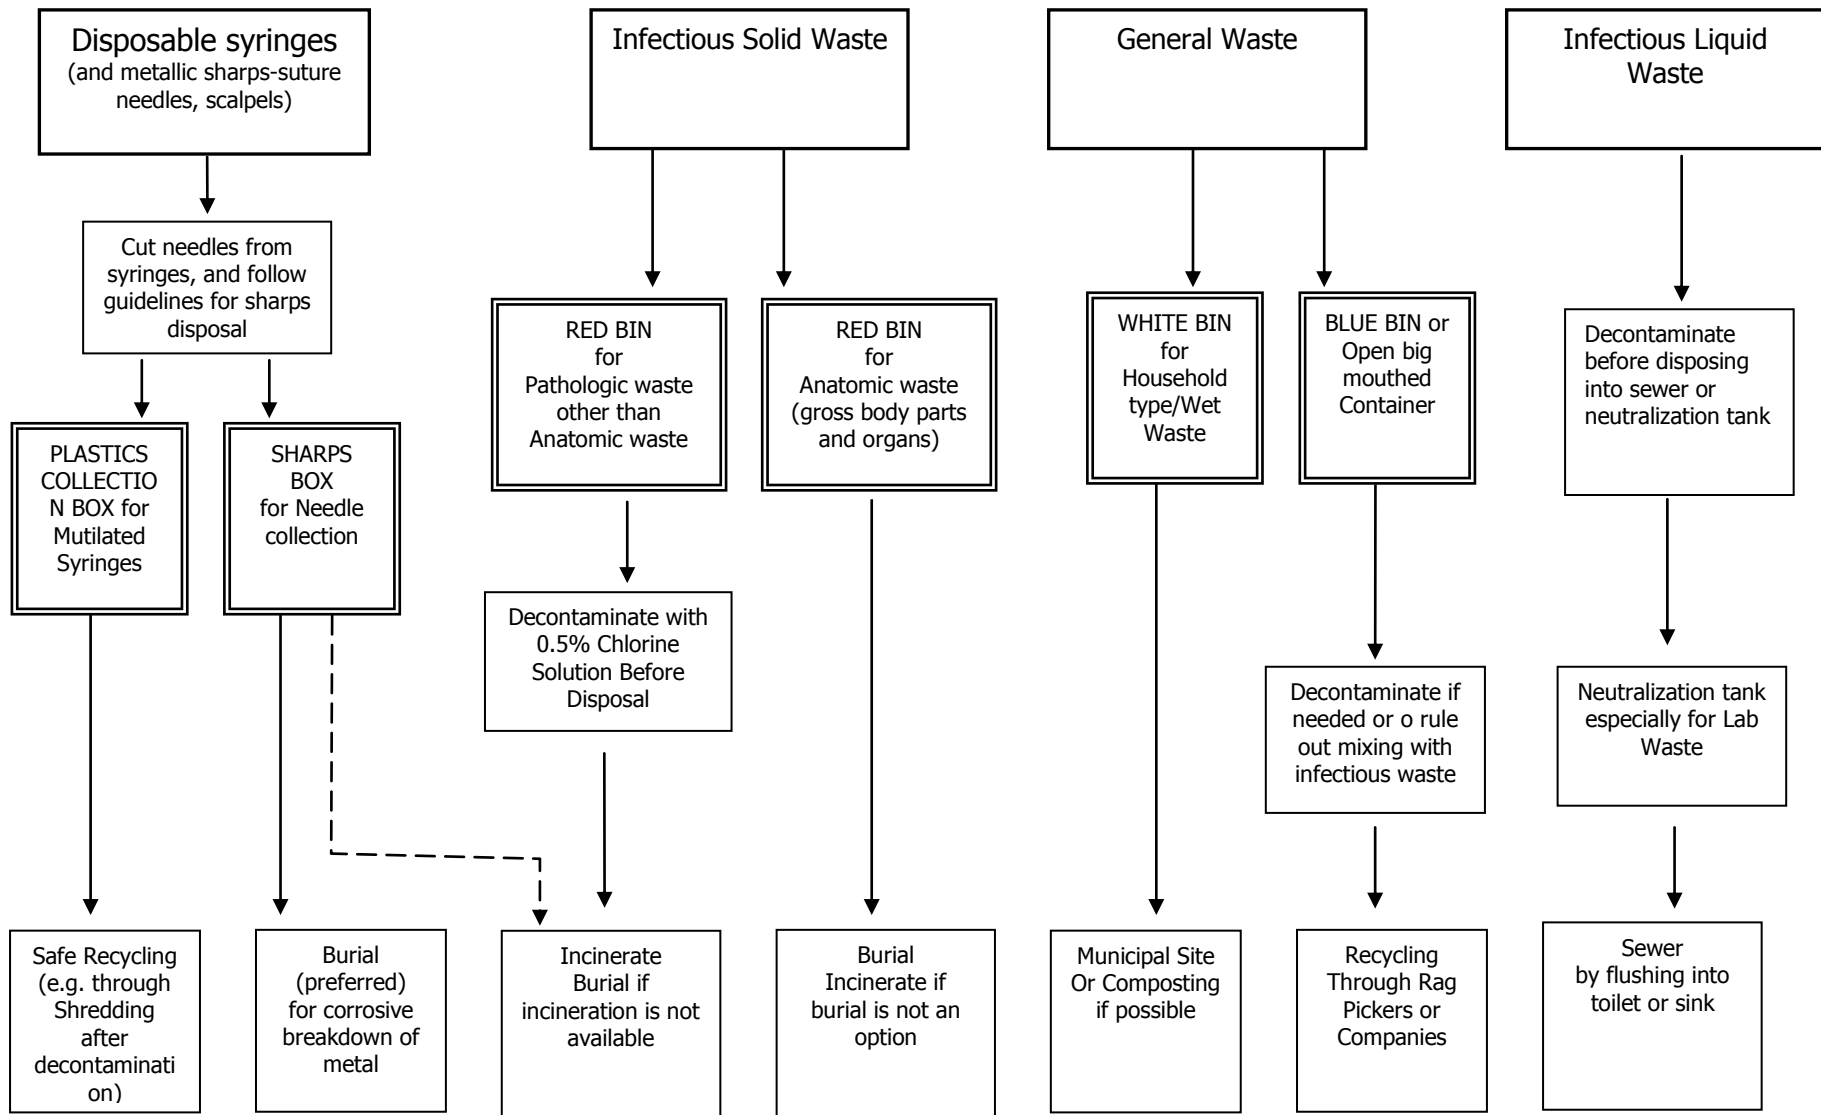 Disposable syringes
(and metallic sharps-suture
needles, scalpels)
Infectious Solid Waste
General Waste
Infectious Liquid
Waste
Cut needles from
syringes, and follow
guidelines for sharps
disposal
PLASTICS
COLLECTIO
N BOX for
Mutilated
Syringes
SHARPS
BOX
for Needle
collection
RED BIN
for
Pathologic waste
other than
Anatomic waste
RED BIN
for
Anatomic waste
(gross body parts
and organs)
WHITE BIN
for
Household
type/Wet
Waste
BLUE BIN or
Open big
mouthed
Container
Decontaminate
before disposing
into sewer or
neutralization tank
Decontaminate with
0.5% Chlorine
Solution Before
Disposal
Decontaminate if
needed or o rule
out mixing with
infectious waste
Neutralization tank
especially for Lab
Waste
Safe Recycling
(e.g. through
Shredding
after
decontaminati
on)
Burial
(preferred)
for corrosive
breakdown of
metal
Incinerate
Burial if
incineration is not
available
Burial
Incinerate if
burial is not an
option
Municipal Site
Or Composting
if possible
Recycling
Through Rag
Pickers or
Companies
Sewer
by flushing into
toilet or sink